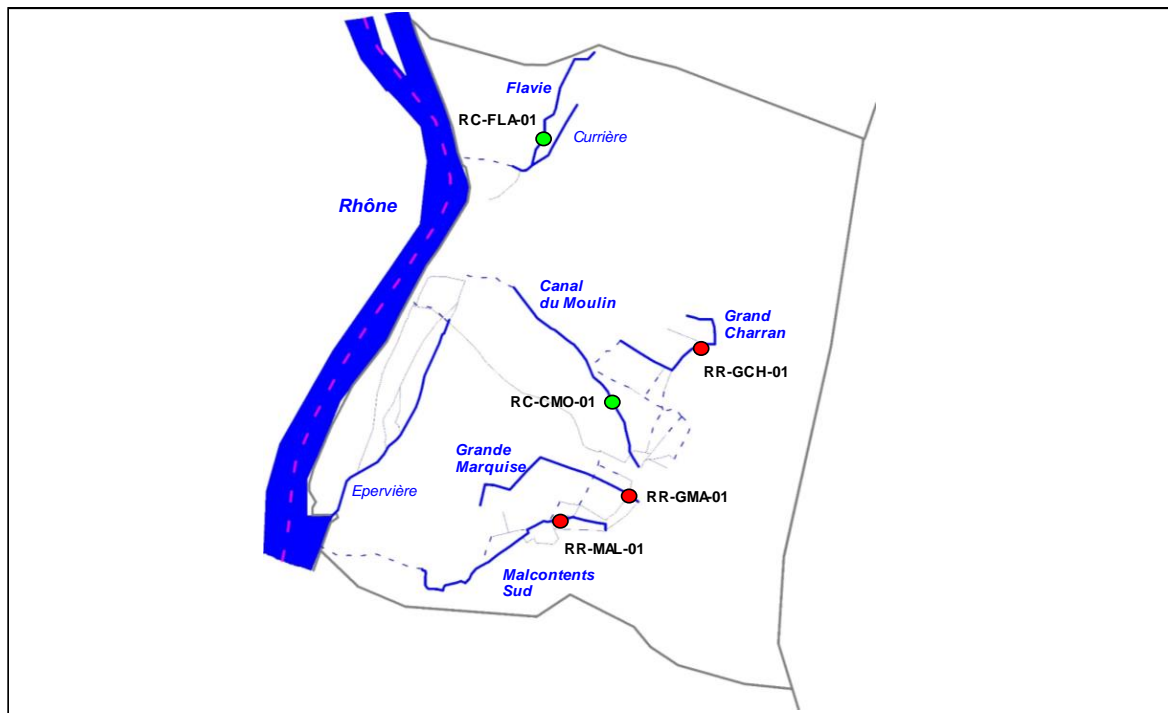 Flavie
RC-FLA-01
Currière
Rhône
Canal
du Moulin
Grand
Charran
RR-GCH-01
RC-CMO-01
Grande
Marquise
Epervière
RR-GMA-01
RR-MAL-01
Malcontents
Sud